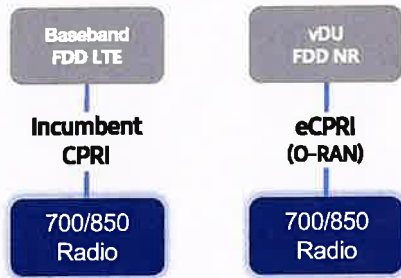 Baseband
FDD LTE
Incumbent
CPRI
700/850
Radio
vDU
FDD NR
eCPRI
(O-RAN)
700/850
Radio